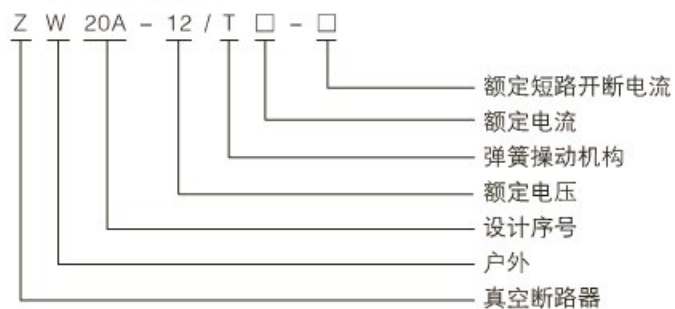 Z W 20A - 12 / T □ - □
额定短路开断电流
额定电流
弹簧操动机构
额定电压
设计序号
户外
真空断路器